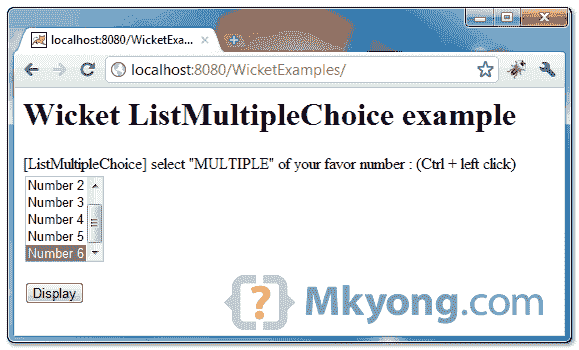 localhost:8080/WicketExa...
localhost:8080/WicketExamples/
Wicket ListMultipleChoice example
[ListMultipleChoice] select "MULTIPLE" of your favor number : (Ctrl + left click)
Number 2
Number 3
Number 4
Number 5
Number 6
Display
{?} Mkyong.com